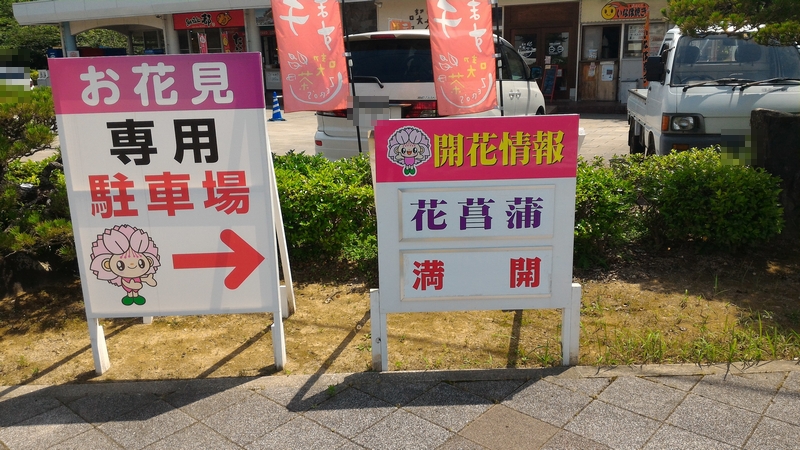 お花見
専用
駐車場
開花情報
花菖蒲
満開